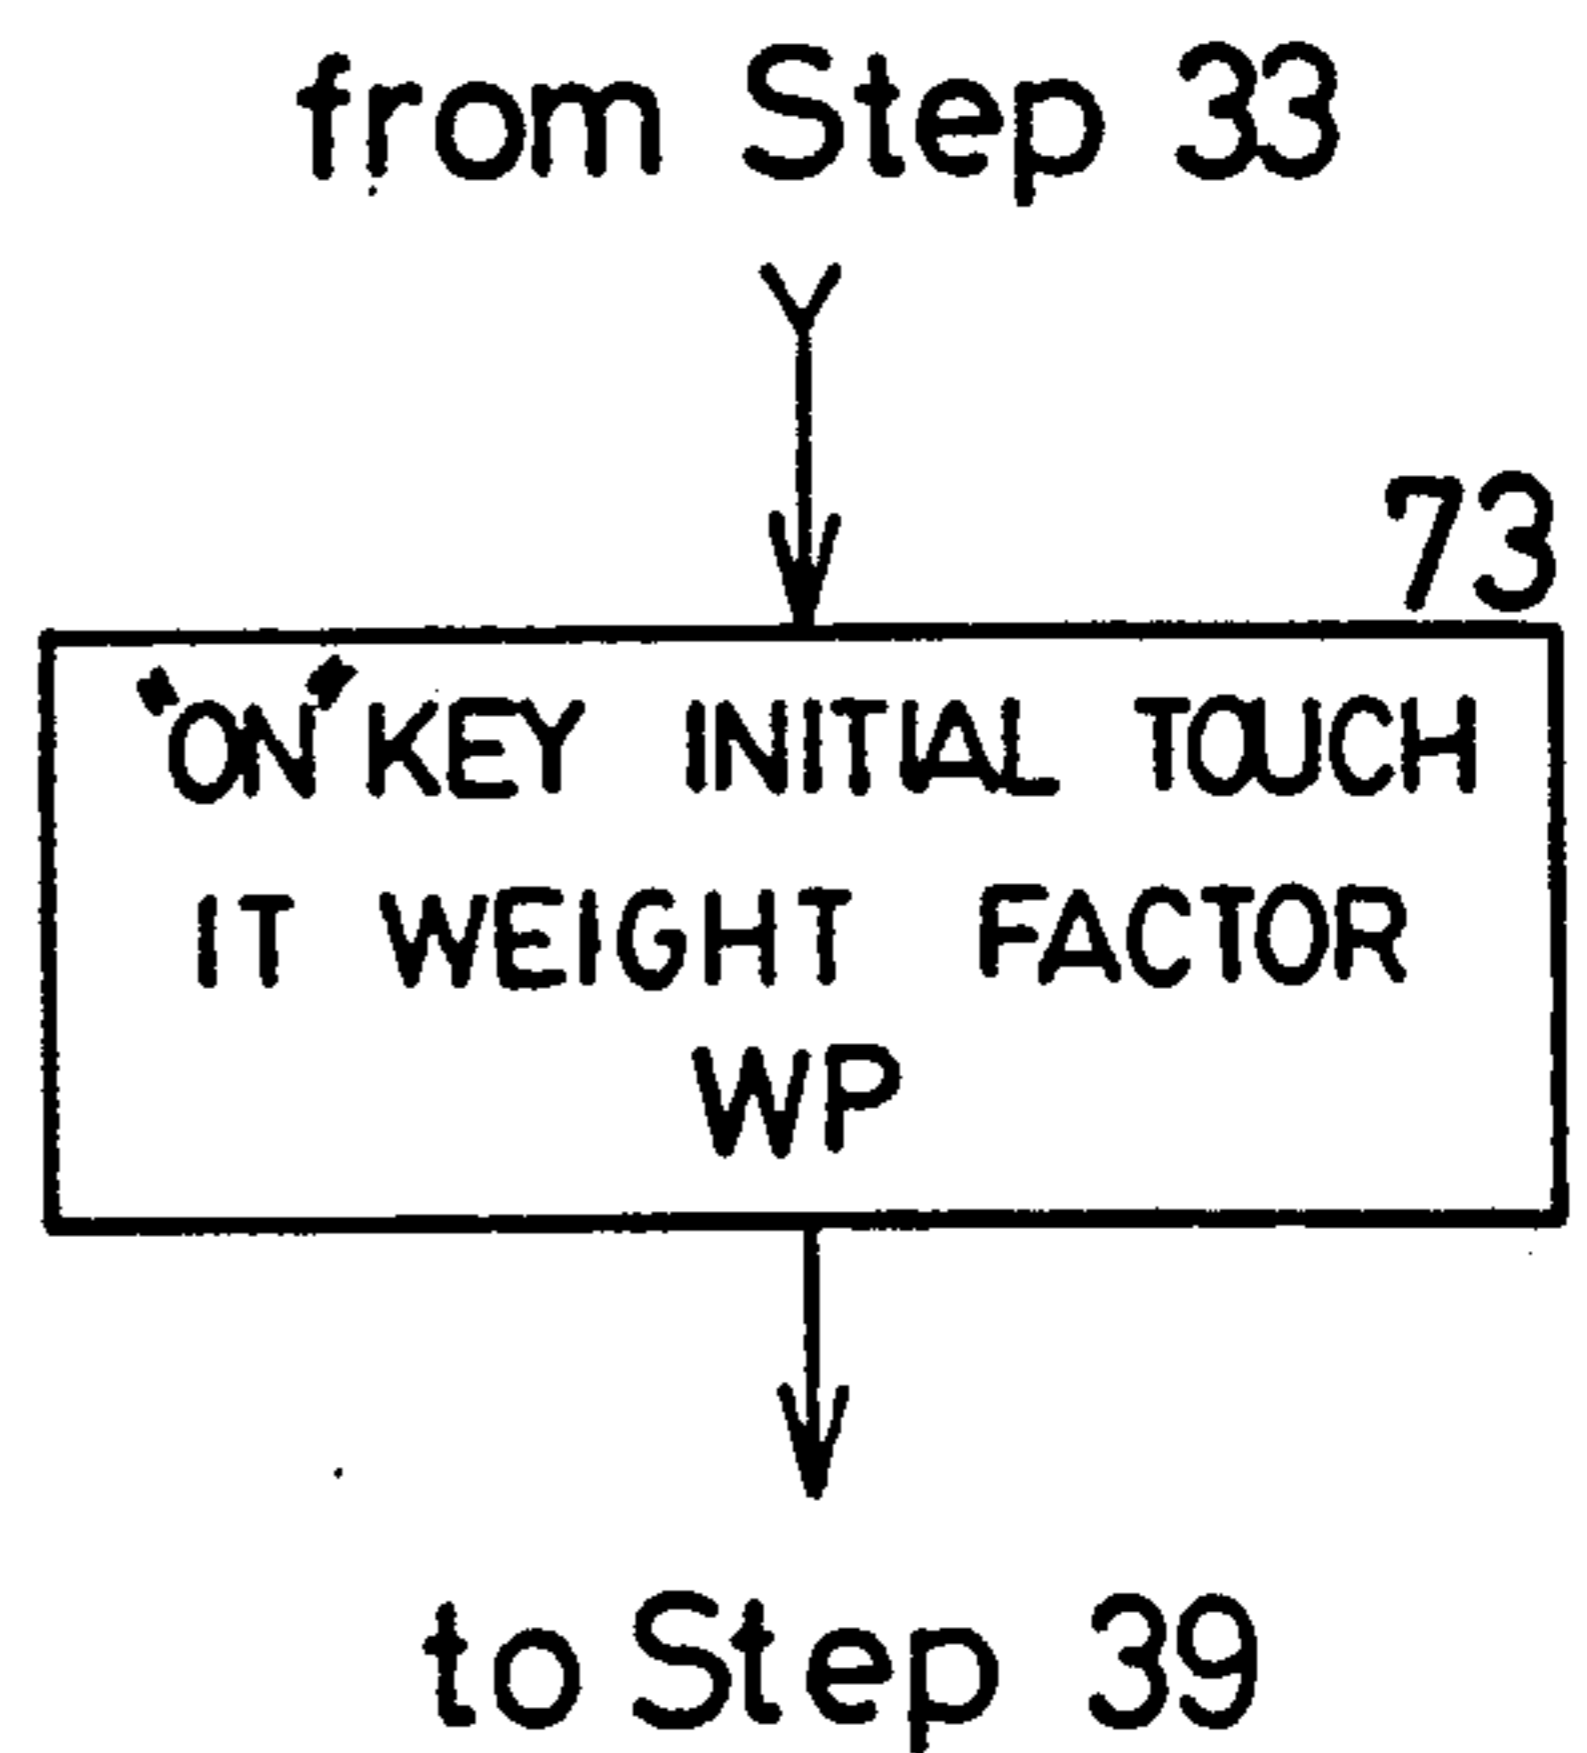 from Step 33
73
"ON" KEY INITIAL TOUCH
IT WEIGHT FACTOR
WP
to Step 39